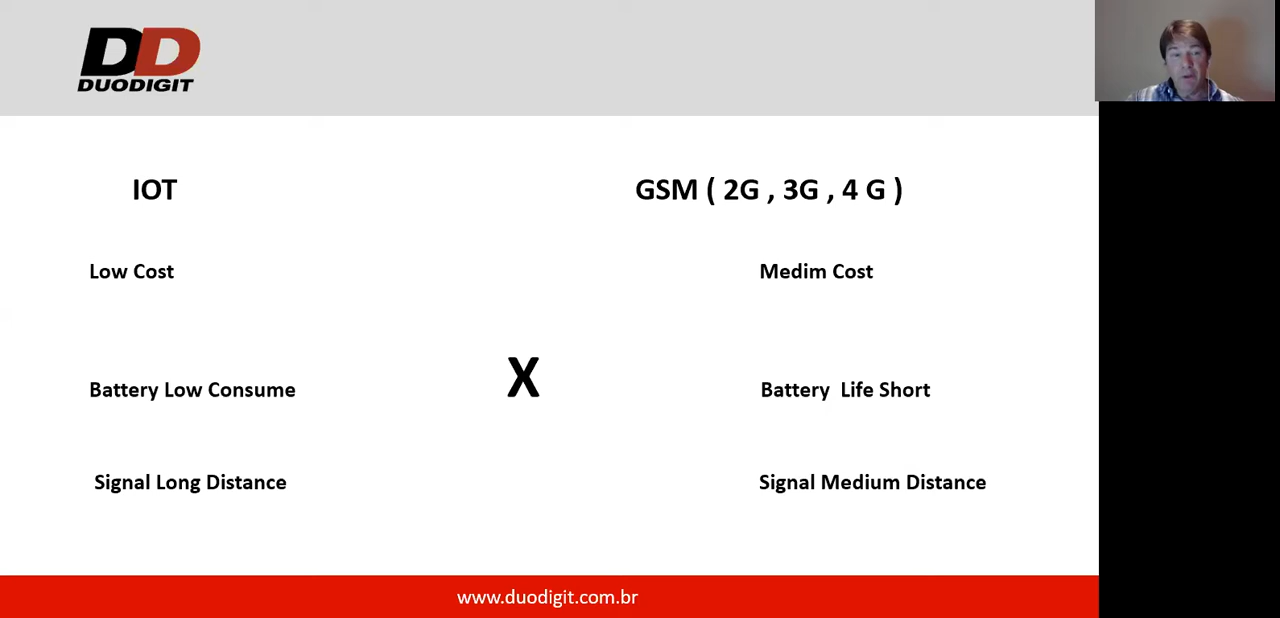 DD
DUODIGIT
IOT
GSM ( 2G , 3G , 4 G )
Low Cost
Medim Cost
X
Battery Low Consume
Battery Life Short
Signal Long Distance
Signal Medium Distance
www.duodigit.com.br